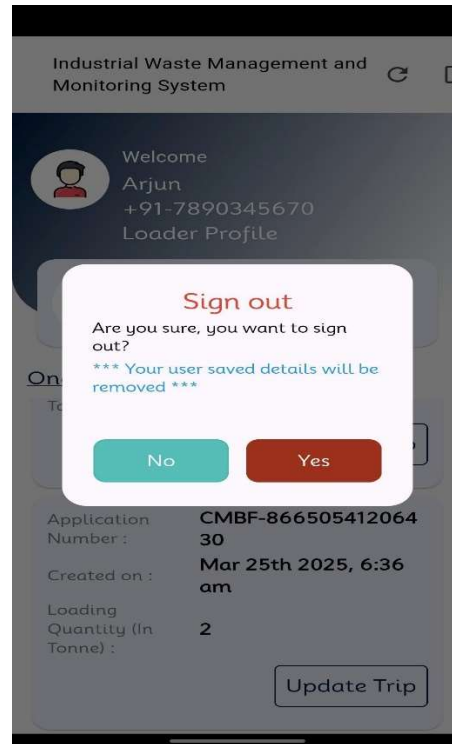 Industrial Waste Management and
Monitoring System
Welcome
Arjun
+91-7890345670
Loader Profile
Sign out
Are you sure, you want to sign
out?
*** Your user saved details will be
removed ***
No
Yes
Application
Number :
CMBF-866505412064
30
Created on :
Mar 25th 2025, 6:36
am
Loading
Quantity (In
Tonne) :
2
Update Trip